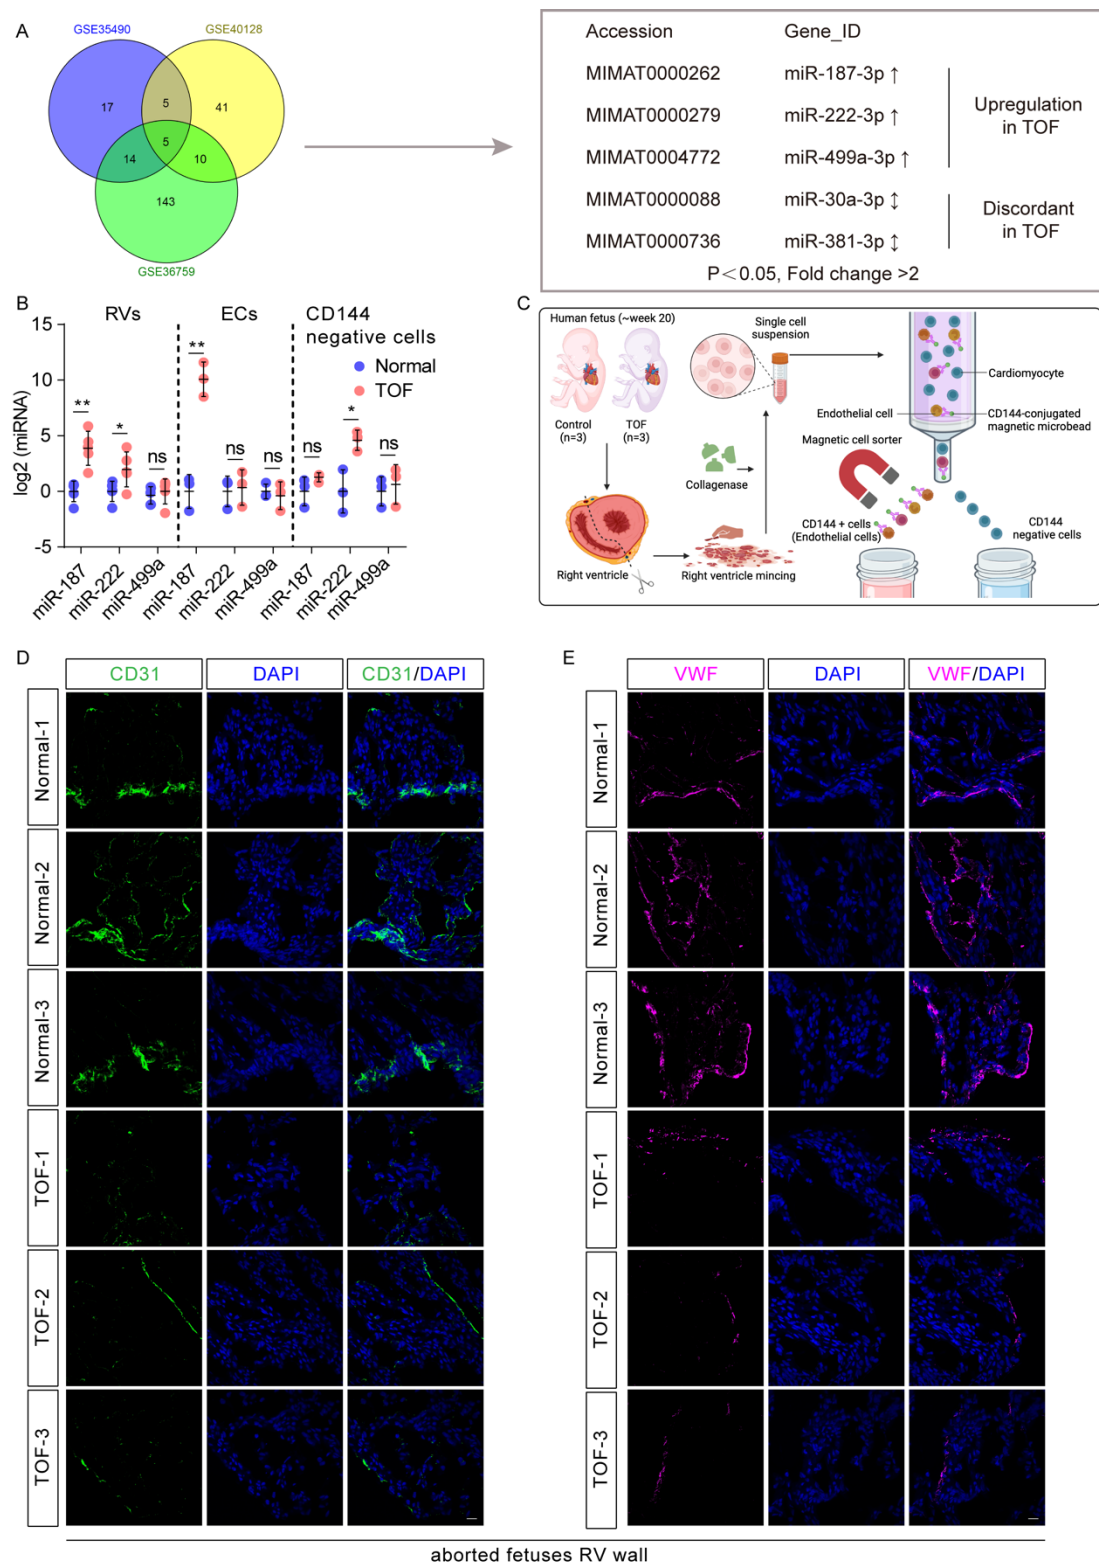 A
GSE35490
GSE40128
17
5
41
5
14
10
143
GSE36759
Accession Gene_ID
MIMAT0000262 miR-187-3p ↑
MIMAT0000279 miR-222-3p ↑
MIMAT0004772 miR-499a-3p ↑
Upregulation
in TOF
MIMAT0000088 miR-30a-3p ↕
MIMAT0000736 miR-381-3p ↕
Discordant
in TOF
P<0.05, Fold change >2
B
RVs ECs CD144
negative cells
Normal
TOF
log2 (miRNA)
15
10
5
0
-5
** * ns ** ns ns ns * ns
miR-187 miR-222 miR-499a miR-187 miR-222 miR-499a miR-187 miR-222 miR-499a
C
Human fetus (~week 20)
Control
(n=3)
TOF
(n=3)
Single cell
suspension
Collagenase
Right ventricle
Right ventricle mincing
Cardiomyocyte
Endothelial cell
CD144-conjugated
magnetic microbead
Magnetic cell sorter
CD144 + cells
(Endothelial cells)
CD144
negative cells
D
CD31 DAPI CD31/DAPI
Normal-1
Normal-2
Normal-3
TOF-1
TOF-2
TOF-3
E
VWF DAPI VWF/DAPI
Normal-1
Normal-2
Normal-3
TOF-1
TOF-2
TOF-3
aborted fetuses RV wall